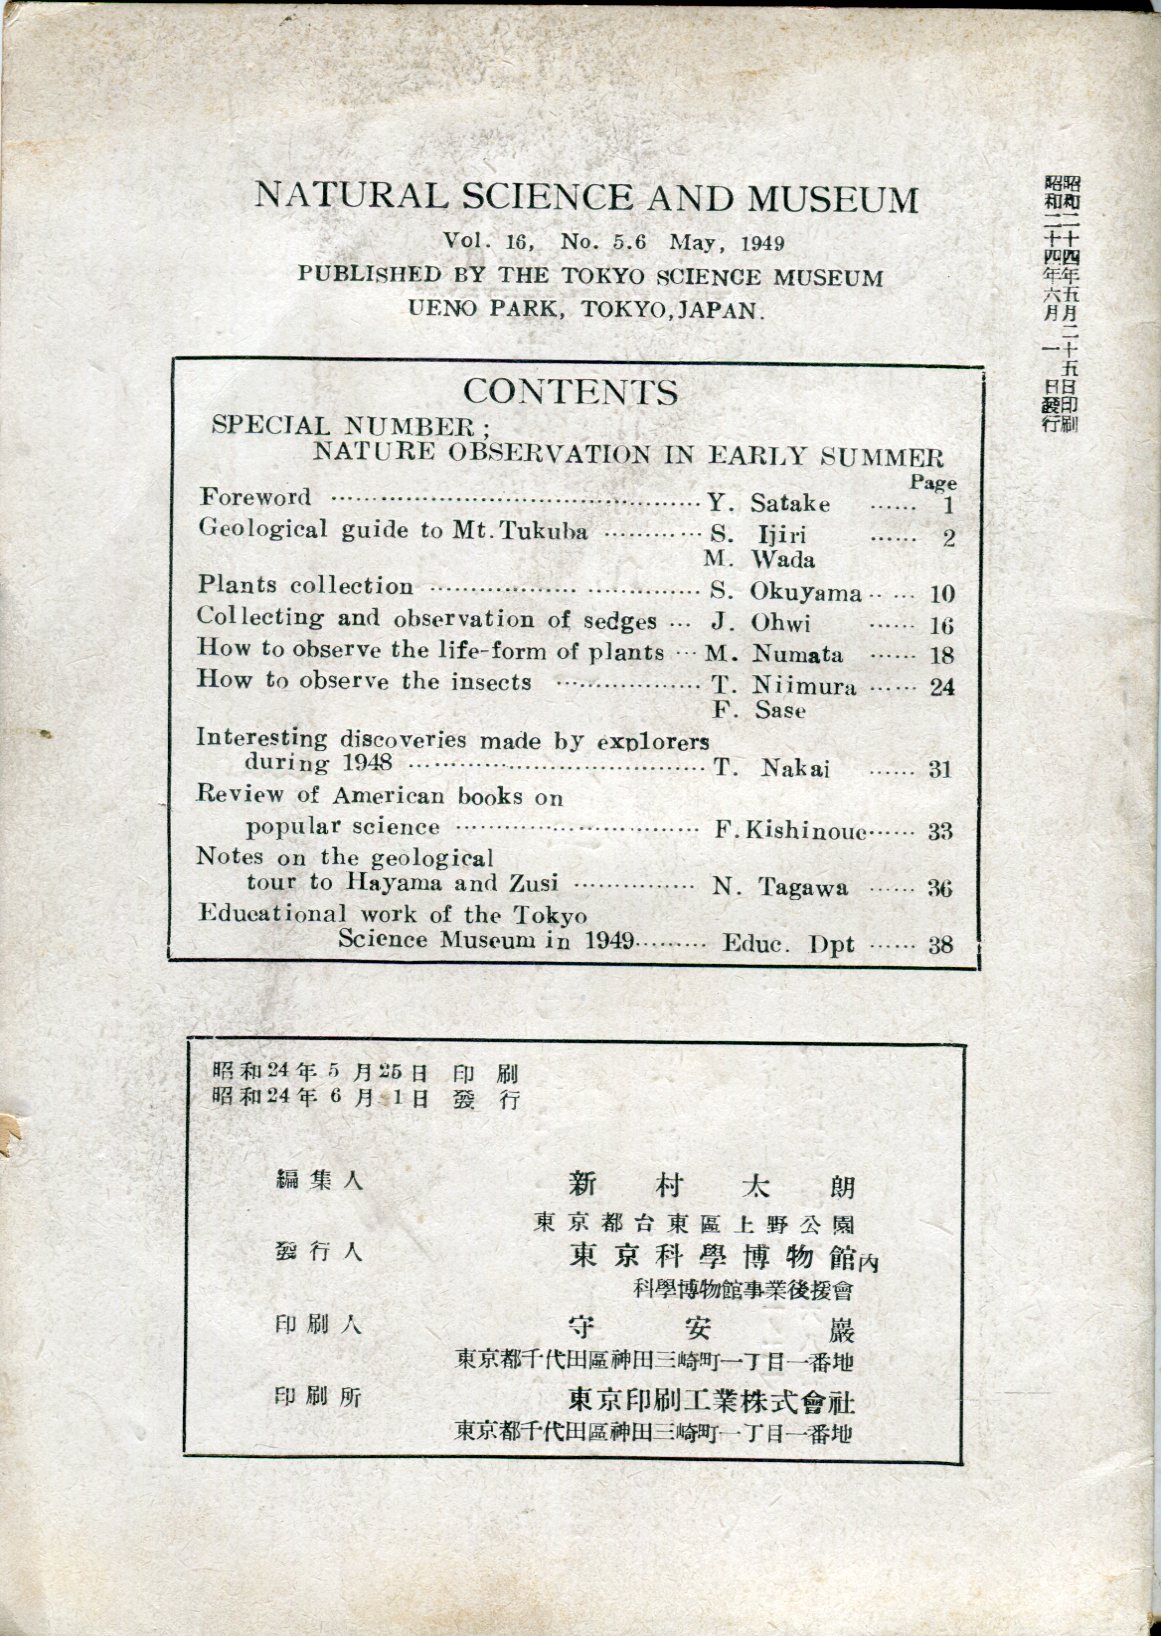 NATURAL SCIENCE AND MUSEUM
Vol. 16, No. 5.6 May, 1949
PUBLISHED BY THE TOKYO SCIENCE MUSEUM
UENO PARK, TOKYO, JAPAN.
昭和二十四年五月二十五日印刷
昭和二十四年六月一日發行
CONTENTS
SPECIAL NUMBER;
NATURE OBSERVATION IN EARLY SUMMER
Page
Foreword ………… Y. Satake …… 1
Geological guide to Mt. Tukuba ………… S. Ijiri …… 2
M. Wada
Plants collection ………… S. Okuyama …… 10
Collecting and observation of sedges … J. Ohwi …… 16
How to observe the life-form of plants … M. Numata …… 18
How to observe the insects ………… T. Niimura …… 24
F. Sase
Interesting discoveries made by explorers
during 1948 ………… T. Nakai …… 31
Review of American books on
popular science ………… F. Kishinoue …… 33
Notes on the geological
tour to Hayama and Zusi ………… N. Tagawa …… 36
Educational work of the Tokyo
Science Museum in 1949 ……… Educ. Dpt …… 38
昭和24年5月25日 印刷
昭和24年6月1日 發行
編集人 新村太朗
東京都台東區上野公園
發行人 東京科學博物館内
科學博物館事業後援會
印刷人 守安巖
東京都千代田區神田三崎町一丁目一番地
印刷所 東京印刷工業株式會社
東京都千代田區神田三崎町一丁目一番地